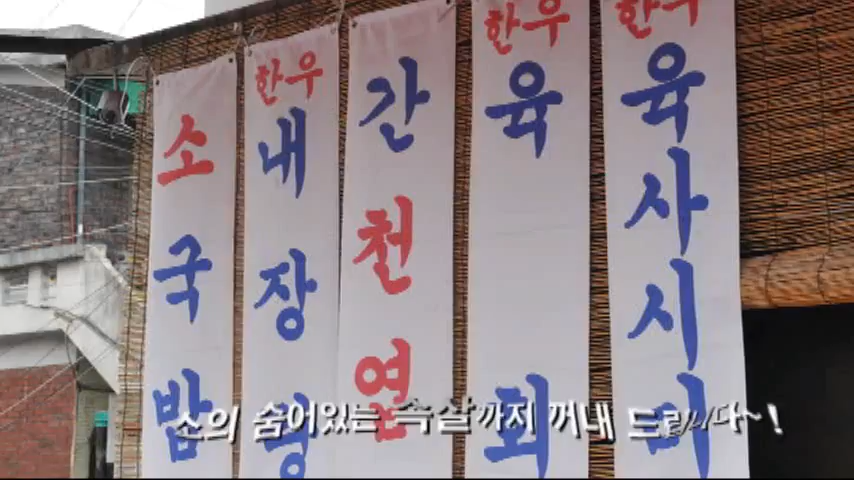 소국밥
한우
내장
간천엽
한우
육회
한우
육사시미
소의 숨어있는 속살까지 꺼내 드립니다~!